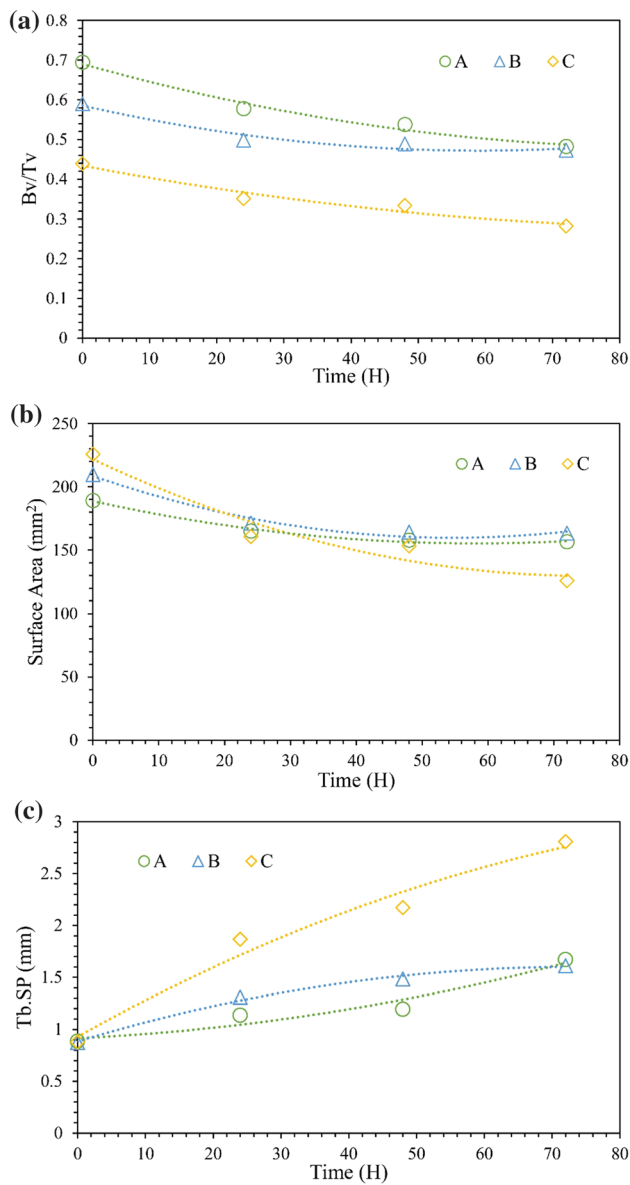 (a)
0.8
0.7
0.6
0.5
0.4
0.3
0.2
0.1
0
Bv/Tv
A B C
0 10 20 30 40 50 60 70 80
Time (H)
(b)
250
200
150
100
50
0
Surface Area (mm²)
A B C
0 10 20 30 40 50 60 70 80
Time (H)
(c)
3
2.5
2
1.5
1
0.5
0
Tb.SP (mm)
A B C
0 10 20 30 40 50 60 70 80
Time (H)